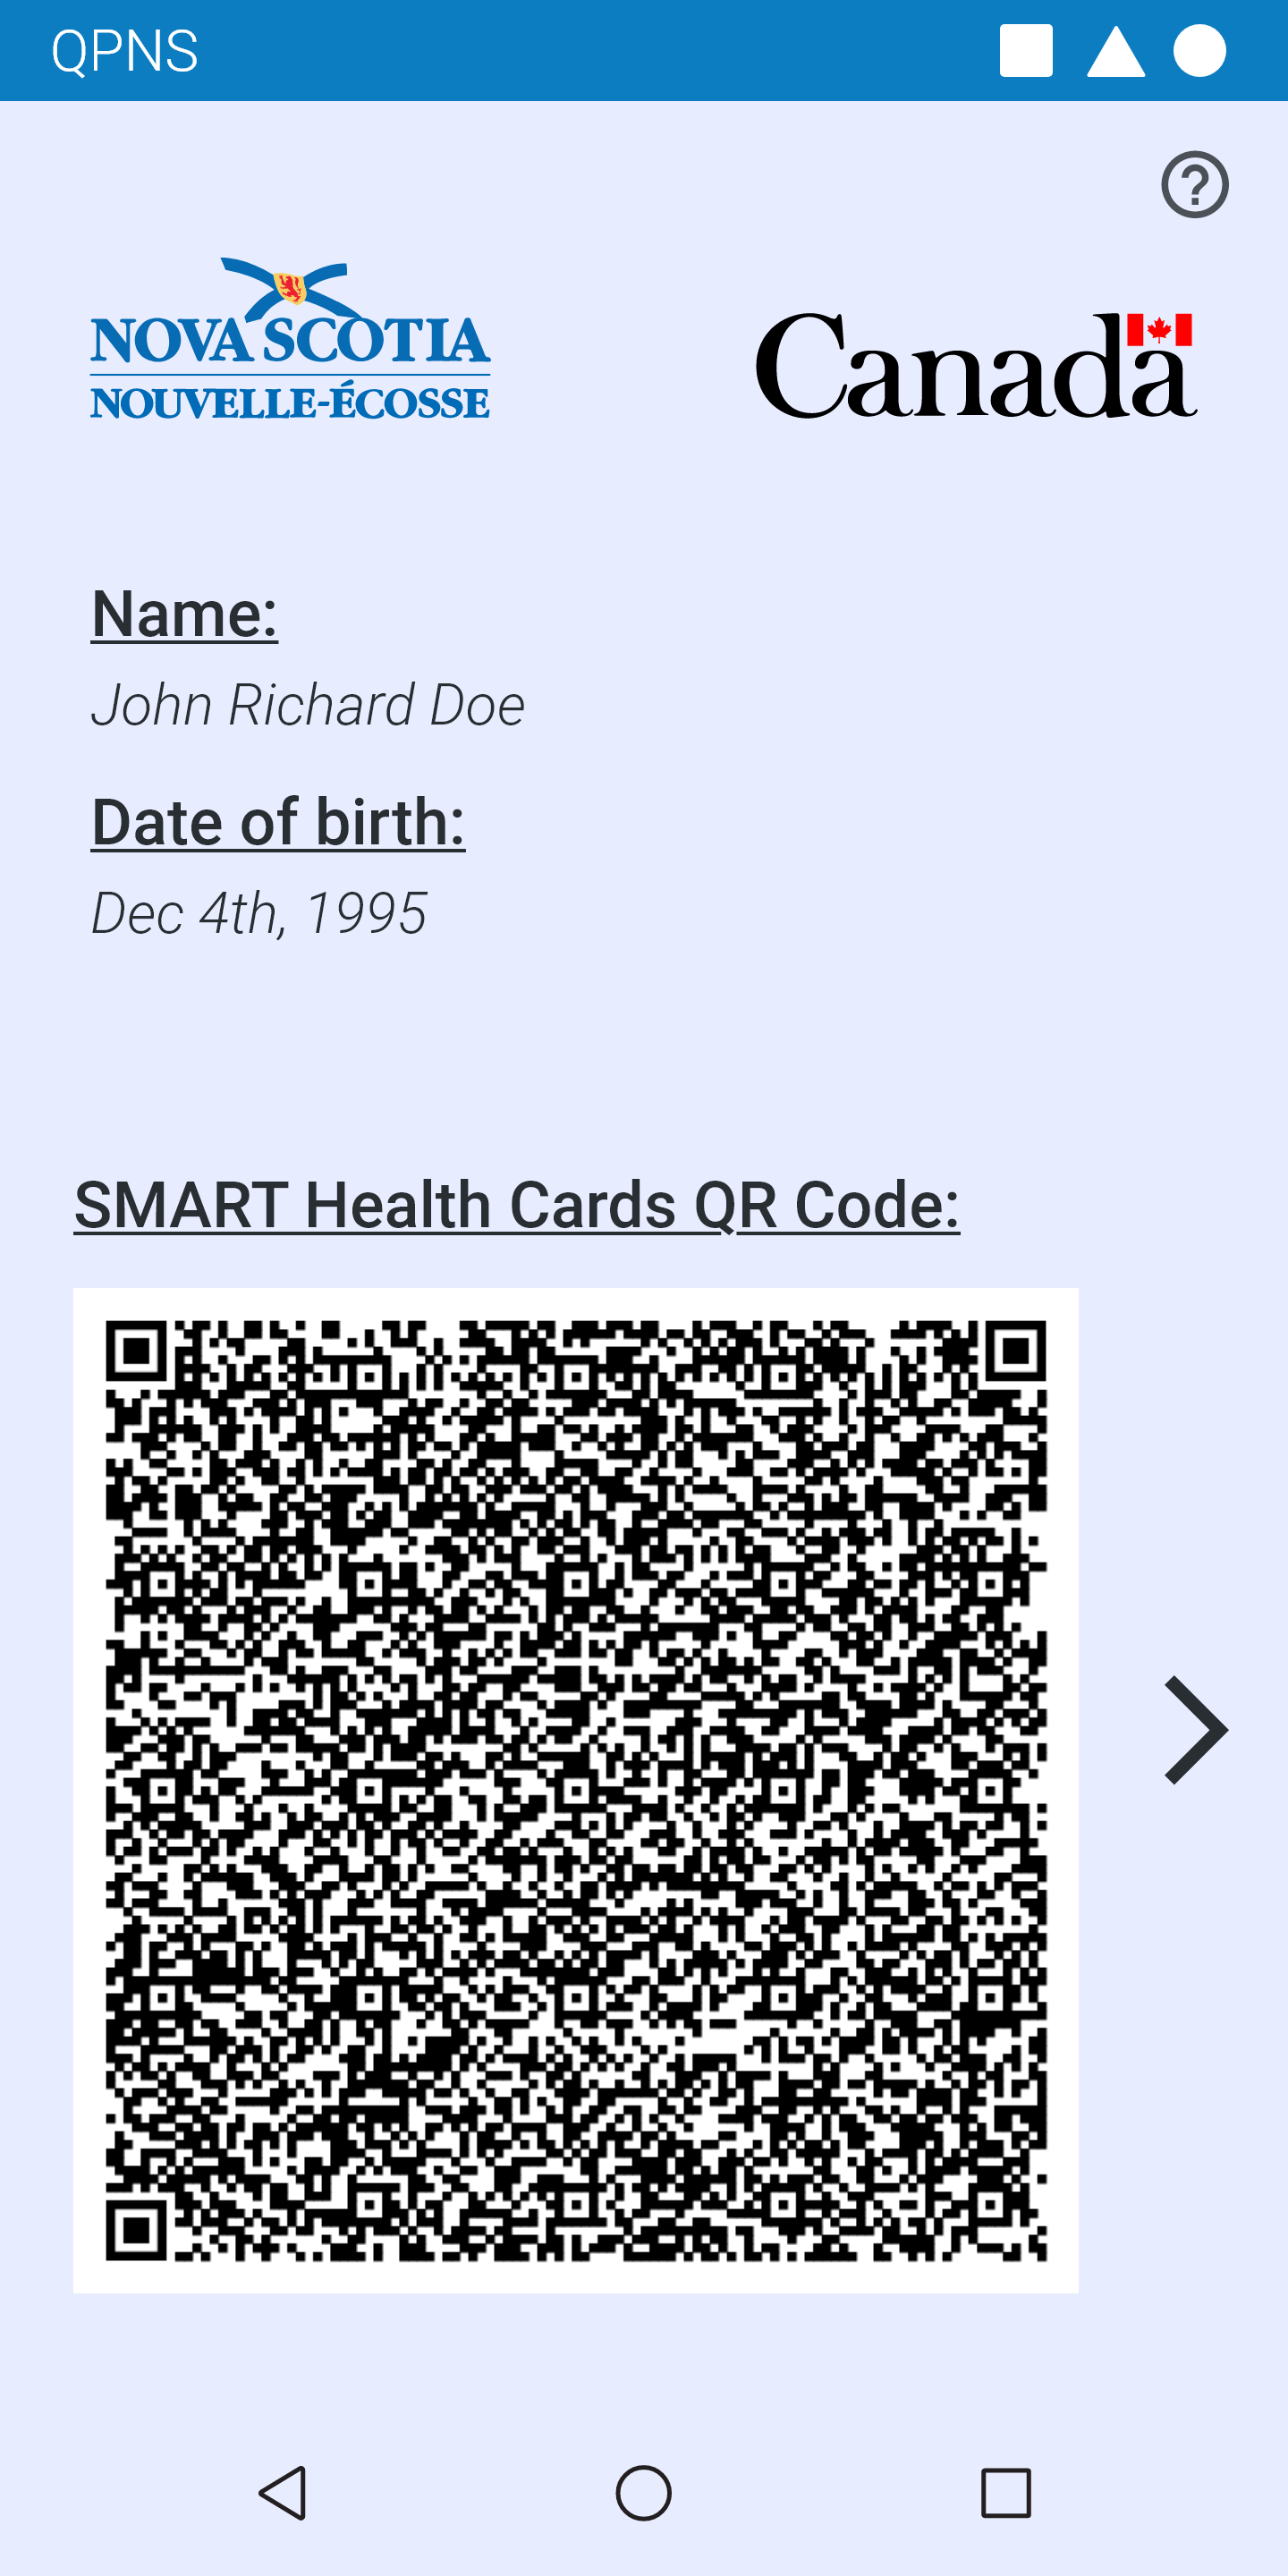 QPNS
NOVA SCOTIA
NOUVELLE-ÉCOSSE
Canada
Name:
John Richard Doe
Date of birth:
Dec 4th, 1995
SMART Health Cards QR Code: